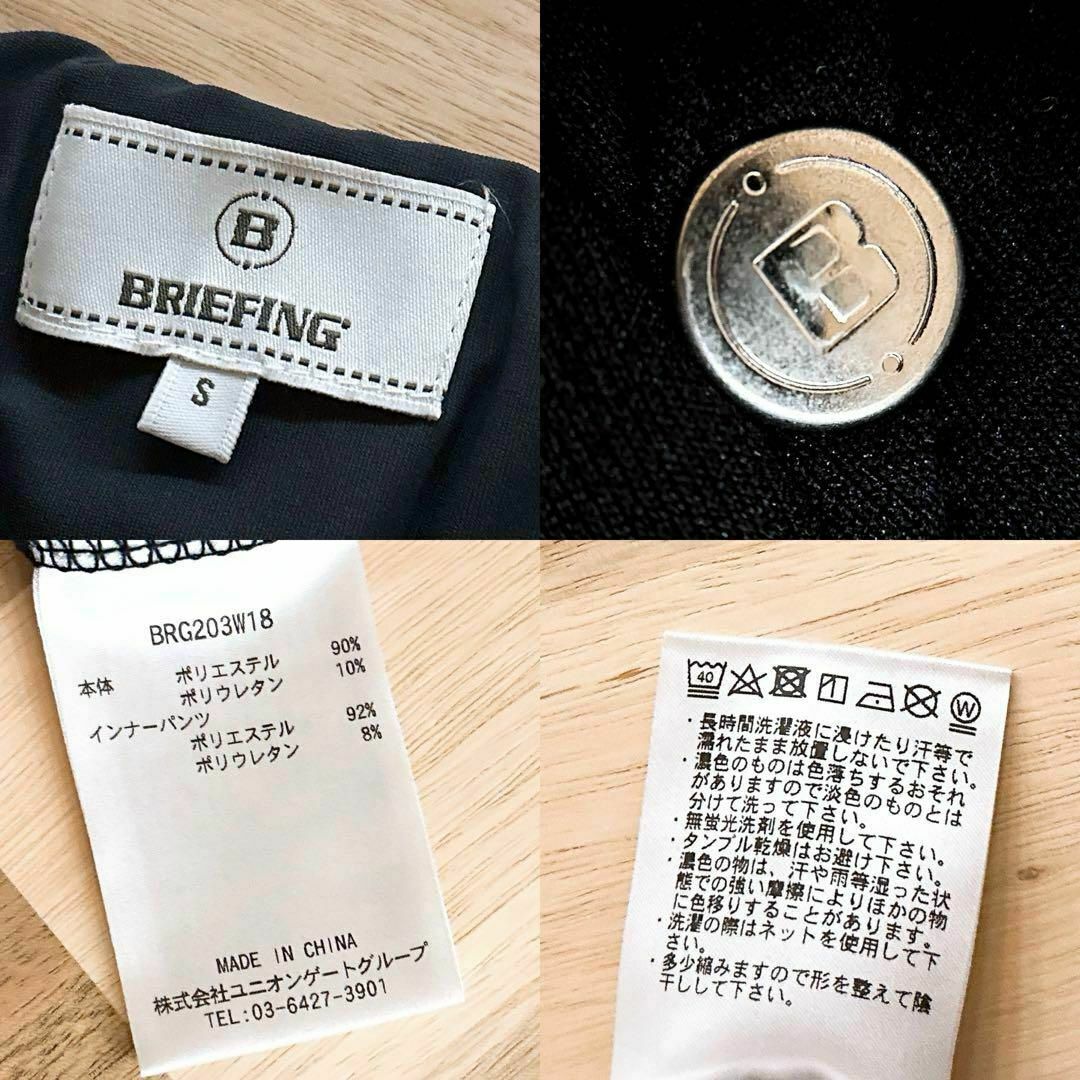 B
BRIEFING
S
B
BRG203W18
本体 ポリエステル 90%
ポリウレタン 10%
インナーパンツ
ポリエステル 92%
ポリウレタン 8%
MADE IN CHINA
株式会社ユニオンゲートグループ
TEL:03-6427-3901
40 W
・長時間洗濯液に浸けたり汗等で
濡れたまま放置しないで下さい。
・濃色のものは色落ちするおそれ
がありますので淡色のものとは
分けて洗って下さい。
・無蛍光洗剤を使用して下さい。
・タンブル乾燥はお避け下さい。
・濃色の物は、汗や雨等湿った状
態での強い摩擦によりほかの物
に色移りすることがあります。
・洗濯の際はネットを使用して下
さい。
・多少縮みますので形を整えて陰
干しして下さい。